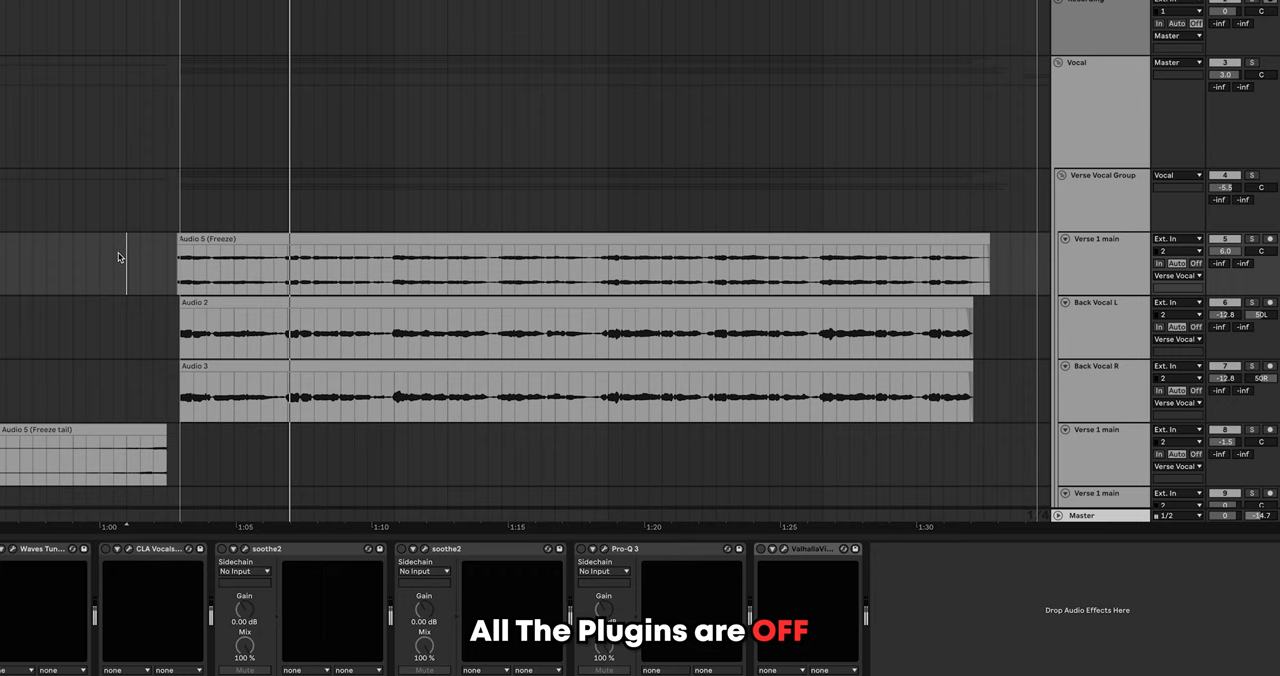 1 0 C
In Auto Off -inf -inf
Master
Vocal Master 3 S
3.0 C
-inf -inf
Verse Vocal Group Vocal 4 S
-5.5 C
-inf -inf
Audio 5 (Freeze) Verse 1 main Ext. In 5 S
2 6.0 C
In Auto Off -inf -inf
Verse Vocal
Audio 2 Back Vocal L Ext. In 6 S
2 -12.8 50L
In Auto Off -inf -inf
Verse Vocal
Audio 3 Back Vocal R Ext. In 7 S
2 -12.8 50R
In Auto Off -inf -inf
Verse Vocal
Audio 5 (Freeze tail) Verse 1 main Ext. In 8 S
2 -1.5 C
In Auto Off -inf -inf
Verse Vocal
Verse 1 main Ext. In 9 S
2 0 C
Master 1/2 0 -14.7
1:00 1:05 1:10 1:15 1:20 1:25 1:30
Waves Tun... CLA Vocals... soothe2 soothe2 Pro-Q 3 ValhallaVi...
Sidechain Sidechain Sidechain
No Input No Input No Input
Gain Gain Gain
0.00 dB 0.00 dB
Mix Mix
100 % 100 % 100 %
Mute Mute Mute
none none none none none none none none none none
Drop Audio Effects Here
All The Plugins are OFF